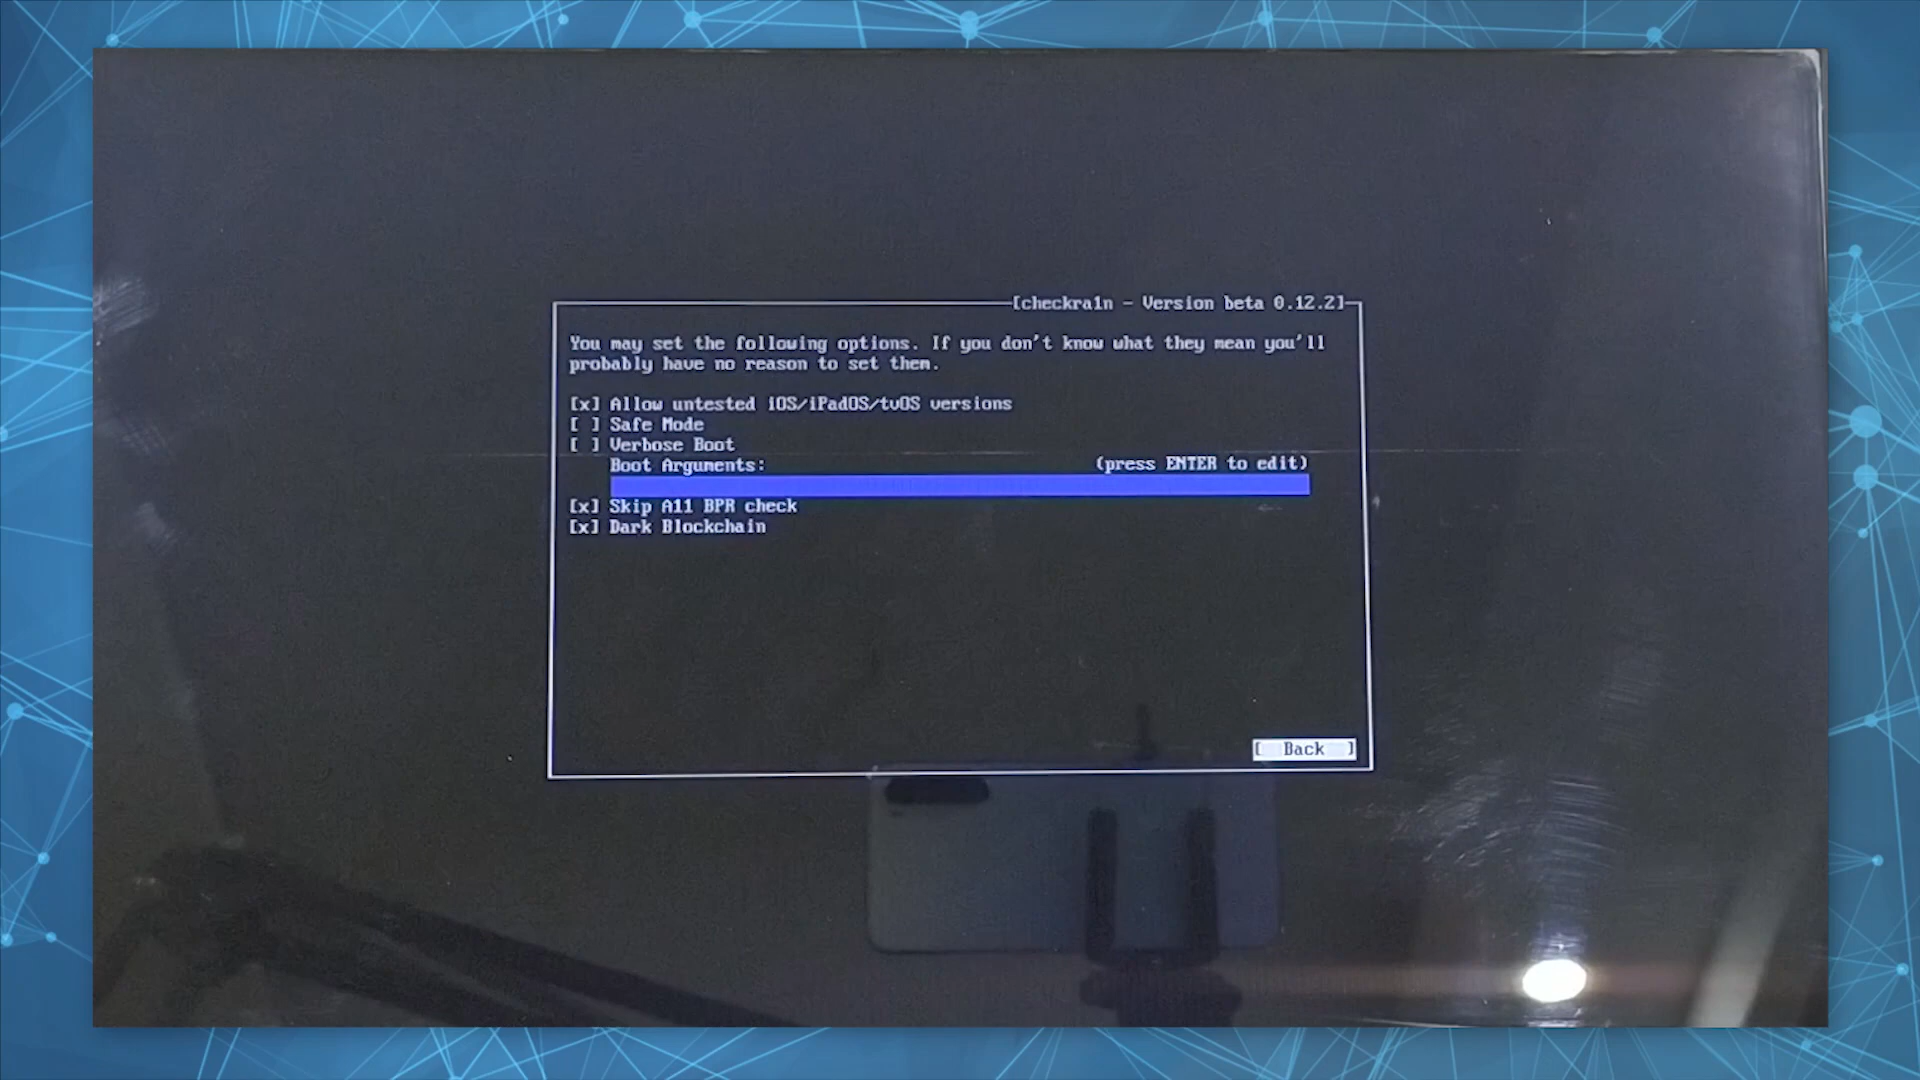 [checkra1n - Version beta 0.12.2]
You may set the following options. If you don't know what they mean you'll
probably have no reason to set them.
[x] Allow untested iOS/iPadOS/tvOS versions
[ ] Safe Mode
[ ] Verbose Boot
Boot Arguments: (press ENTER to edit)
[x] Skip A11 BPR check
[x] Dark Blockchain
[ Back ]